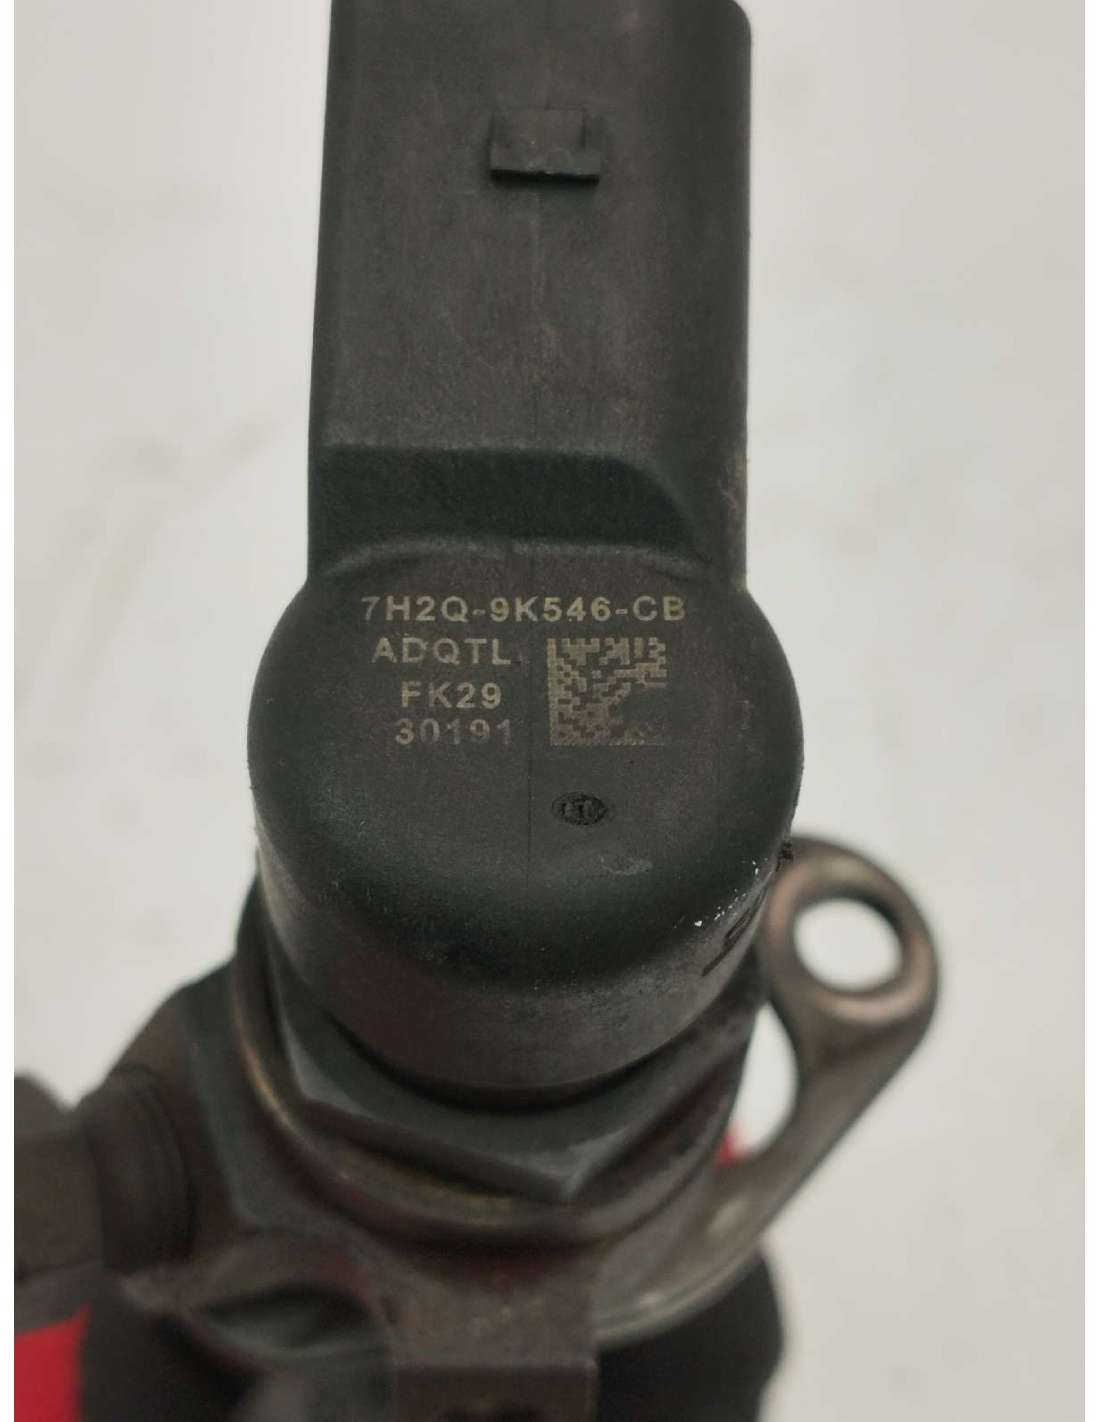 7H2Q-9K546-CB
ADQTL
FK29
30191